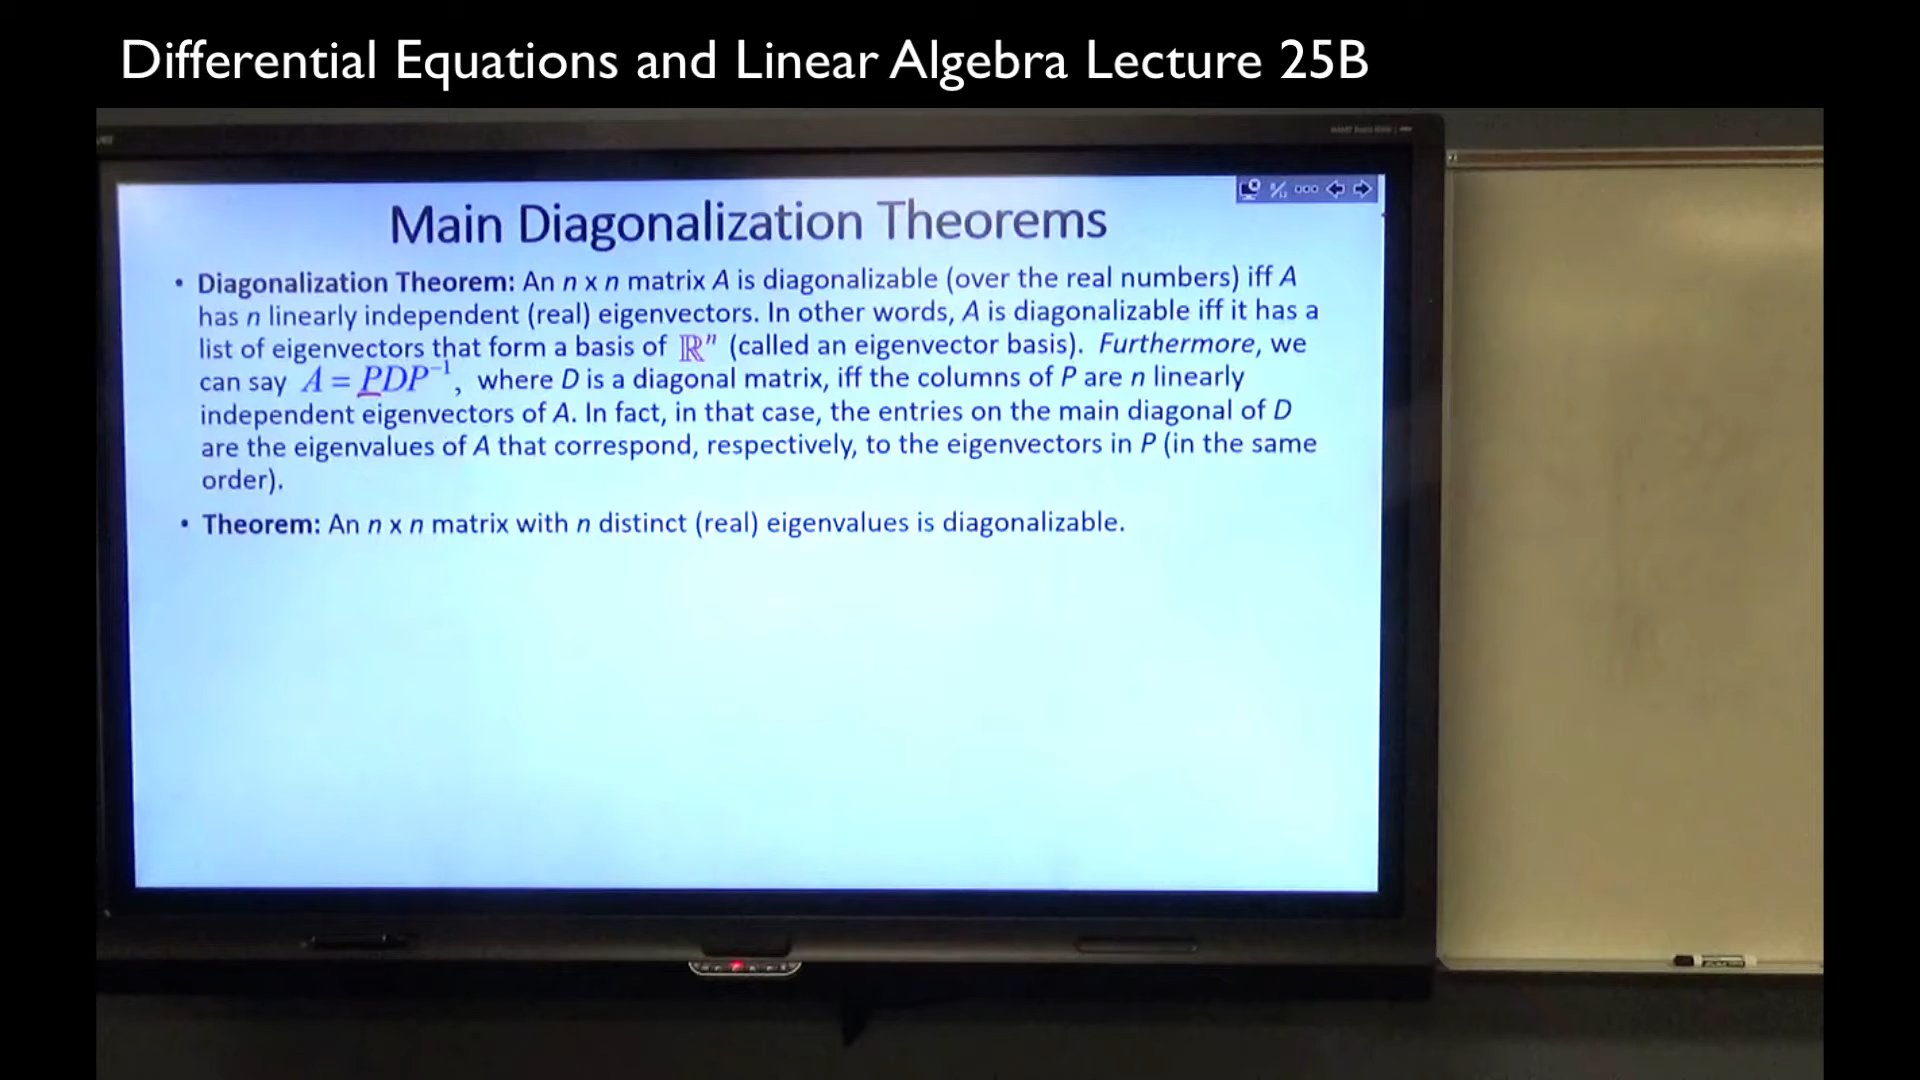 Differential Equations and Linear Algebra Lecture 25B
Main Diagonalization Theorems
• Diagonalization Theorem: An n x n matrix A is diagonalizable (over the real numbers) iff A
has n linearly independent (real) eigenvectors. In other words, A is diagonalizable iff it has a
list of eigenvectors that form a basis of ℝⁿ (called an eigenvector basis). Furthermore, we
can say A = PDP⁻¹, where D is a diagonal matrix, iff the columns of P are n linearly
independent eigenvectors of A. In fact, in that case, the entries on the main diagonal of D
are the eigenvalues of A that correspond, respectively, to the eigenvectors in P (in the same
order).
• Theorem: An n x n matrix with n distinct (real) eigenvalues is diagonalizable.